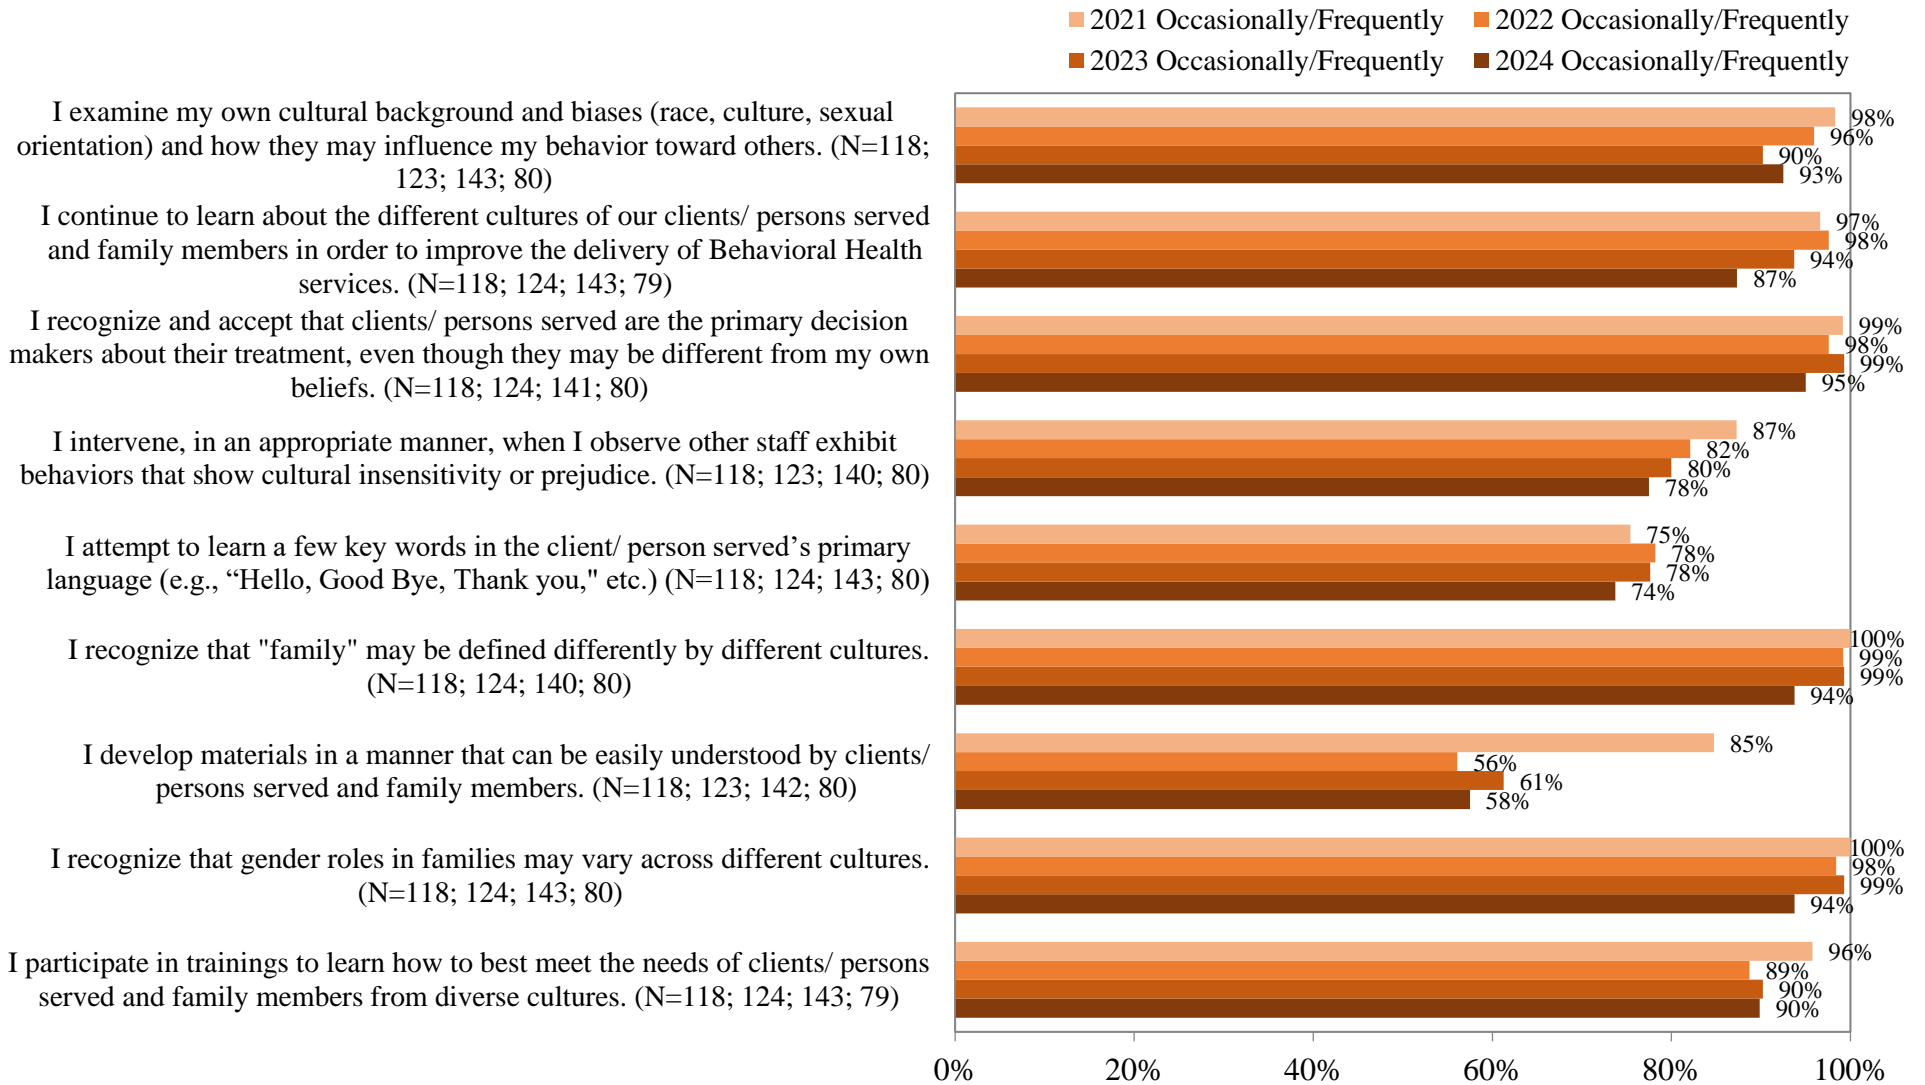 2021 Occasionally/Frequently
2022 Occasionally/Frequently
2023 Occasionally/Frequently
2024 Occasionally/Frequently
I examine my own cultural background and biases (race, culture, sexual
orientation) and how they may influence my behavior toward others. (N=118;
123; 143; 80)
98%
96%
90%
93%
I continue to learn about the different cultures of our clients/ persons served
and family members in order to improve the delivery of Behavioral Health
services. (N=118; 124; 143; 79)
97%
98%
94%
87%
I recognize and accept that clients/ persons served are the primary decision
makers about their treatment, even though they may be different from my own
beliefs. (N=118; 124; 141; 80)
99%
98%
99%
95%
I intervene, in an appropriate manner, when I observe other staff exhibit
behaviors that show cultural insensitivity or prejudice. (N=118; 123; 140; 80)
87%
82%
80%
78%
I attempt to learn a few key words in the client/ person served’s primary
language (e.g., “Hello, Good Bye, Thank you," etc.) (N=118; 124; 143; 80)
75%
78%
78%
74%
I recognize that "family" may be defined differently by different cultures.
(N=118; 124; 140; 80)
100%
99%
99%
94%
I develop materials in a manner that can be easily understood by clients/
persons served and family members. (N=118; 123; 142; 80)
85%
56%
61%
58%
I recognize that gender roles in families may vary across different cultures.
(N=118; 124; 143; 80)
100%
98%
99%
94%
I participate in trainings to learn how to best meet the needs of clients/ persons
served and family members from diverse cultures. (N=118; 124; 143; 79)
96%
89%
90%
90%
0%
20%
40%
60%
80%
100%